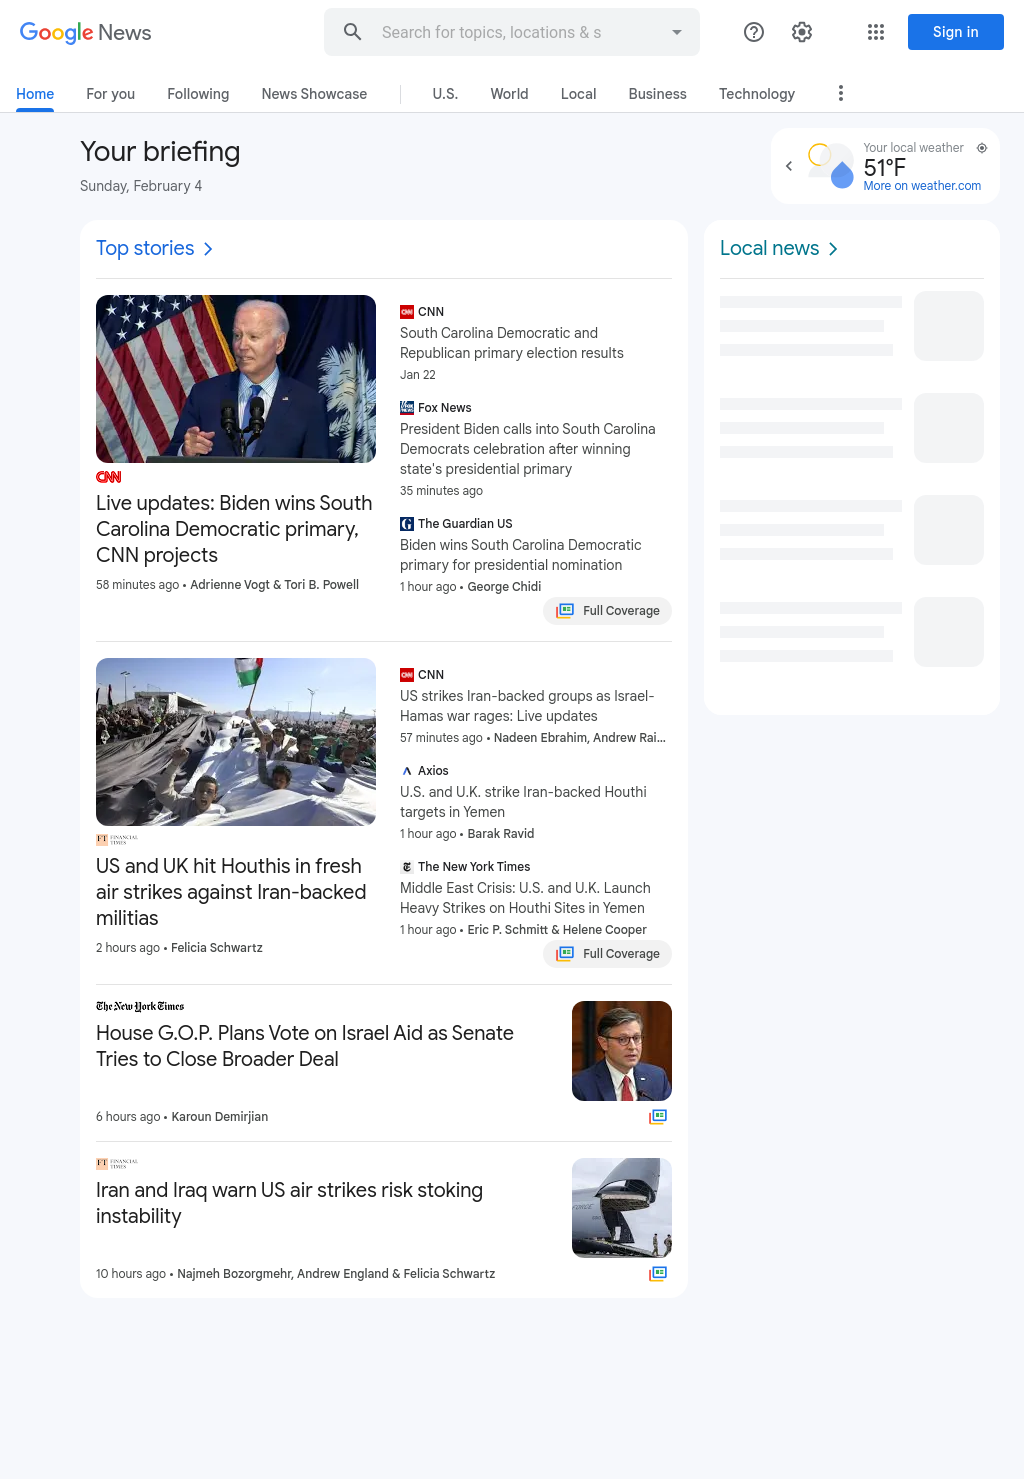 Google News
Search for topics, locations & s
Sign in
Home
For you
Following
News Showcase
U.S.
World
Local
Business
Technology
Your briefing
Sunday, February 4
Your local weather
51°F
More on weather.com
Top stories
CNN
Live updates: Biden wins South
Carolina Democratic primary,
CNN projects
58 minutes ago • Adrienne Vogt & Tori B. Powell
CNN
South Carolina Democratic and
Republican primary election results
Jan 22
Fox News
President Biden calls into South Carolina
Democrats celebration after winning
state's presidential primary
35 minutes ago
The Guardian US
Biden wins South Carolina Democratic
primary for presidential nomination
1 hour ago • George Chidi
Full Coverage
FT FINANCIAL
TIMES
US and UK hit Houthis in fresh
air strikes against Iran-backed
militias
2 hours ago • Felicia Schwartz
CNN
US strikes Iran-backed groups as Israel-
Hamas war rages: Live updates
57 minutes ago • Nadeen Ebrahim, Andrew Rai...
Axios
U.S. and U.K. strike Iran-backed Houthi
targets in Yemen
1 hour ago • Barak Ravid
The New York Times
Middle East Crisis: U.S. and U.K. Launch
Heavy Strikes on Houthi Sites in Yemen
1 hour ago • Eric P. Schmitt & Helene Cooper
Full Coverage
The New York Times
House G.O.P. Plans Vote on Israel Aid as Senate
Tries to Close Broader Deal
6 hours ago • Karoun Demirjian
FT FINANCIAL
TIMES
Iran and Iraq warn US air strikes risk stoking
instability
10 hours ago • Najmeh Bozorgmehr, Andrew England & Felicia Schwartz
Local news